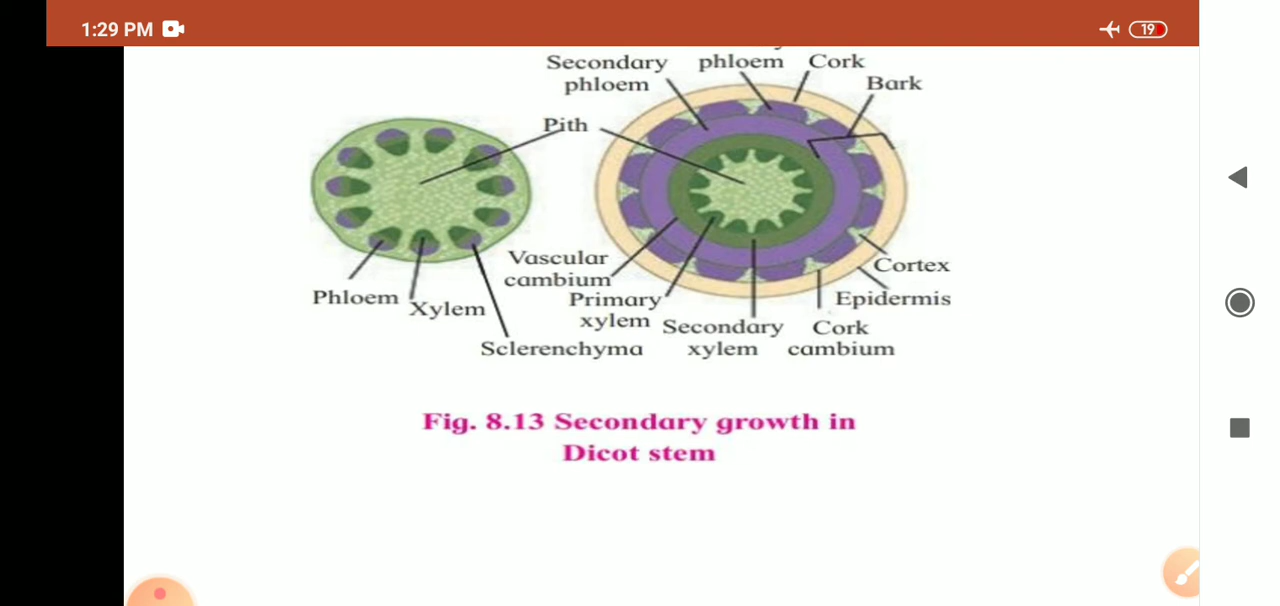 1:29 PM
19
Secondary
phloem
phloem
Cork
Bark
Pith
Vascular
cambium
Cortex
Phloem
Xylem
Primary
xylem
Epidermis
Secondary
xylem
Cork
cambium
Sclerenchyma
Fig. 8.13 Secondary growth in
Dicot stem